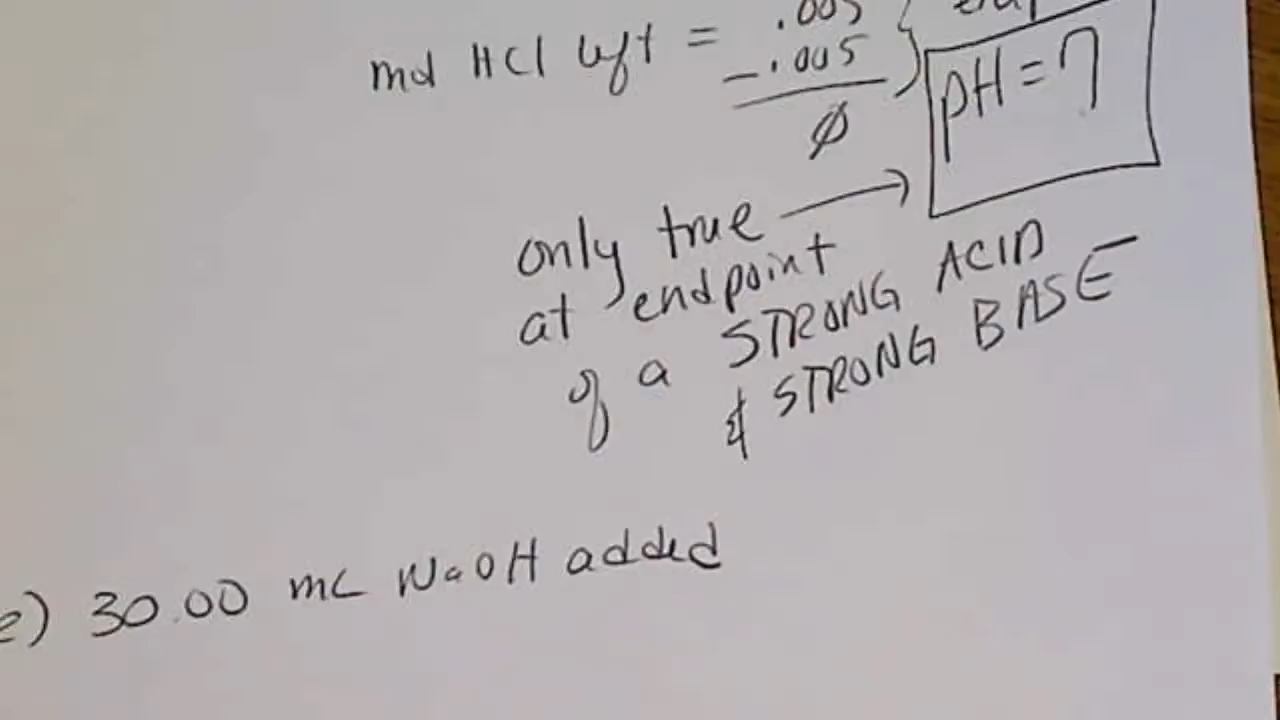 mol HCl left = .005
- .005
Ø
pH = 7
only true →
at endpoint
of a STRONG ACID
& STRONG BASE
e) 30.00 mL NaOH added